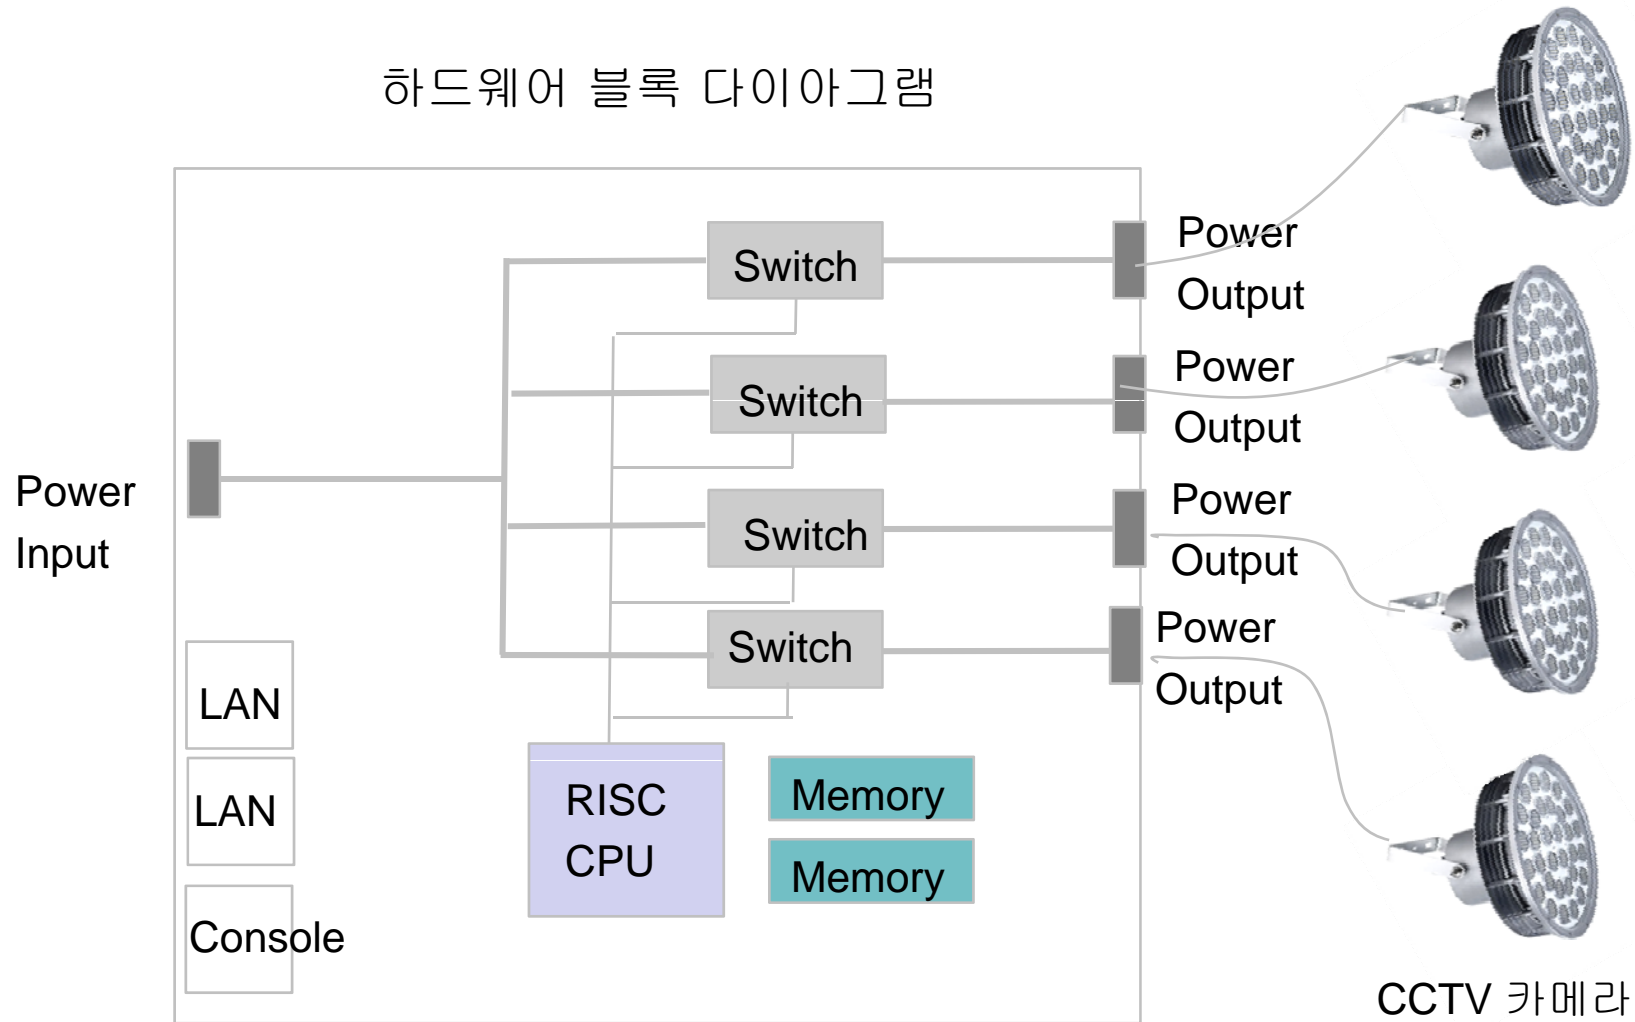 하드웨어 블록 다이아그램
Switch
Power
Output
Switch
Power
Output
Power
Input
Switch
Power
Output
Switch
Power
Output
LAN
LAN
Console
RISC
CPU
Memory
Memory
CCTV 카메라